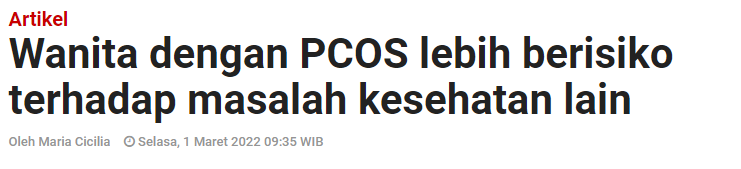 Artikel
Wanita dengan PCOS lebih berisiko
terhadap masalah kesehatan lain
Oleh Maria Cicilia Selasa, 1 Maret 2022 09:35 WIB